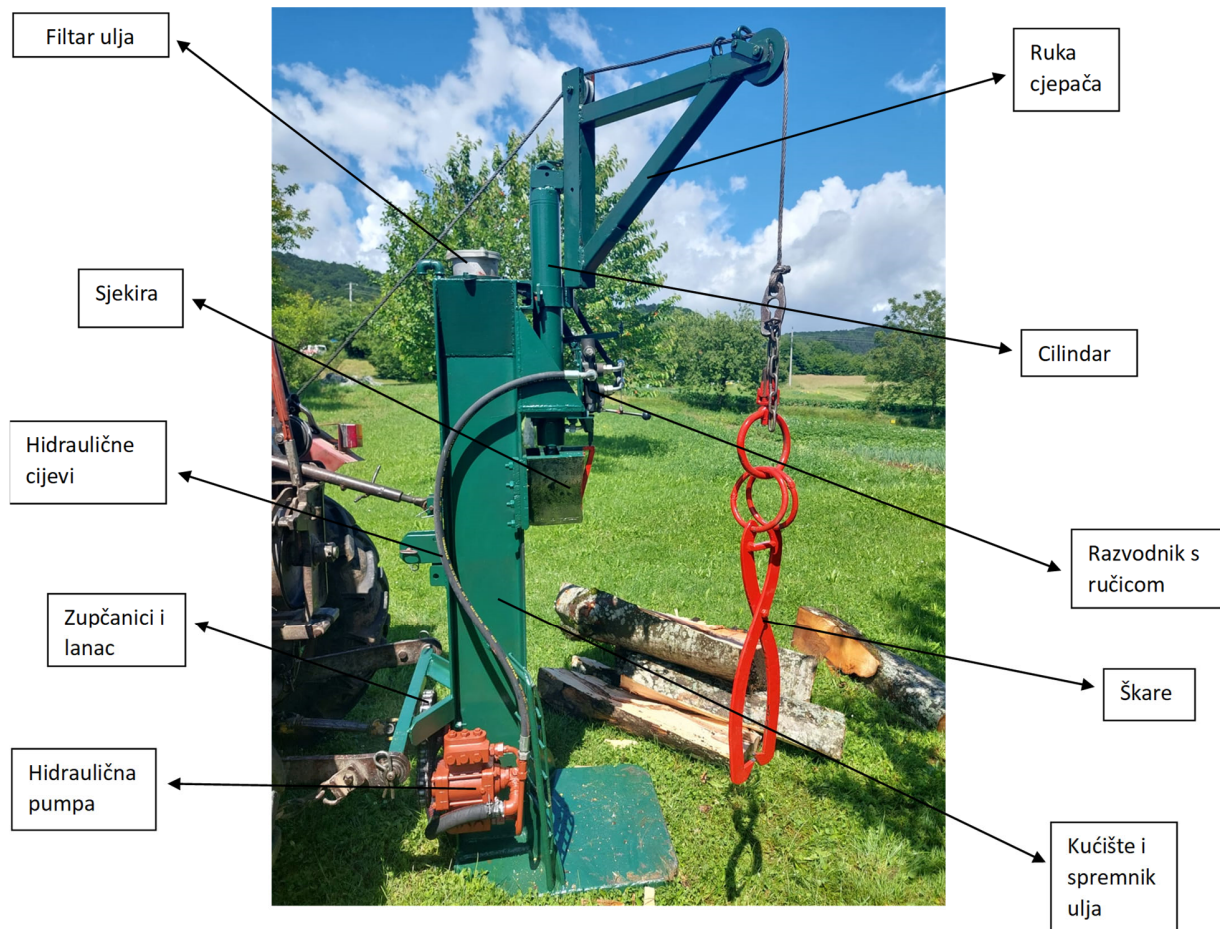 Filtar ulja
Ruka
cjepača
Sjekira
Cilindar
Hidraulične
cijevi
Razvodnik s
ručicom
Zupčanici i
lanac
Škare
Hidraulična
pumpa
Kućište i
spremnik
ulja